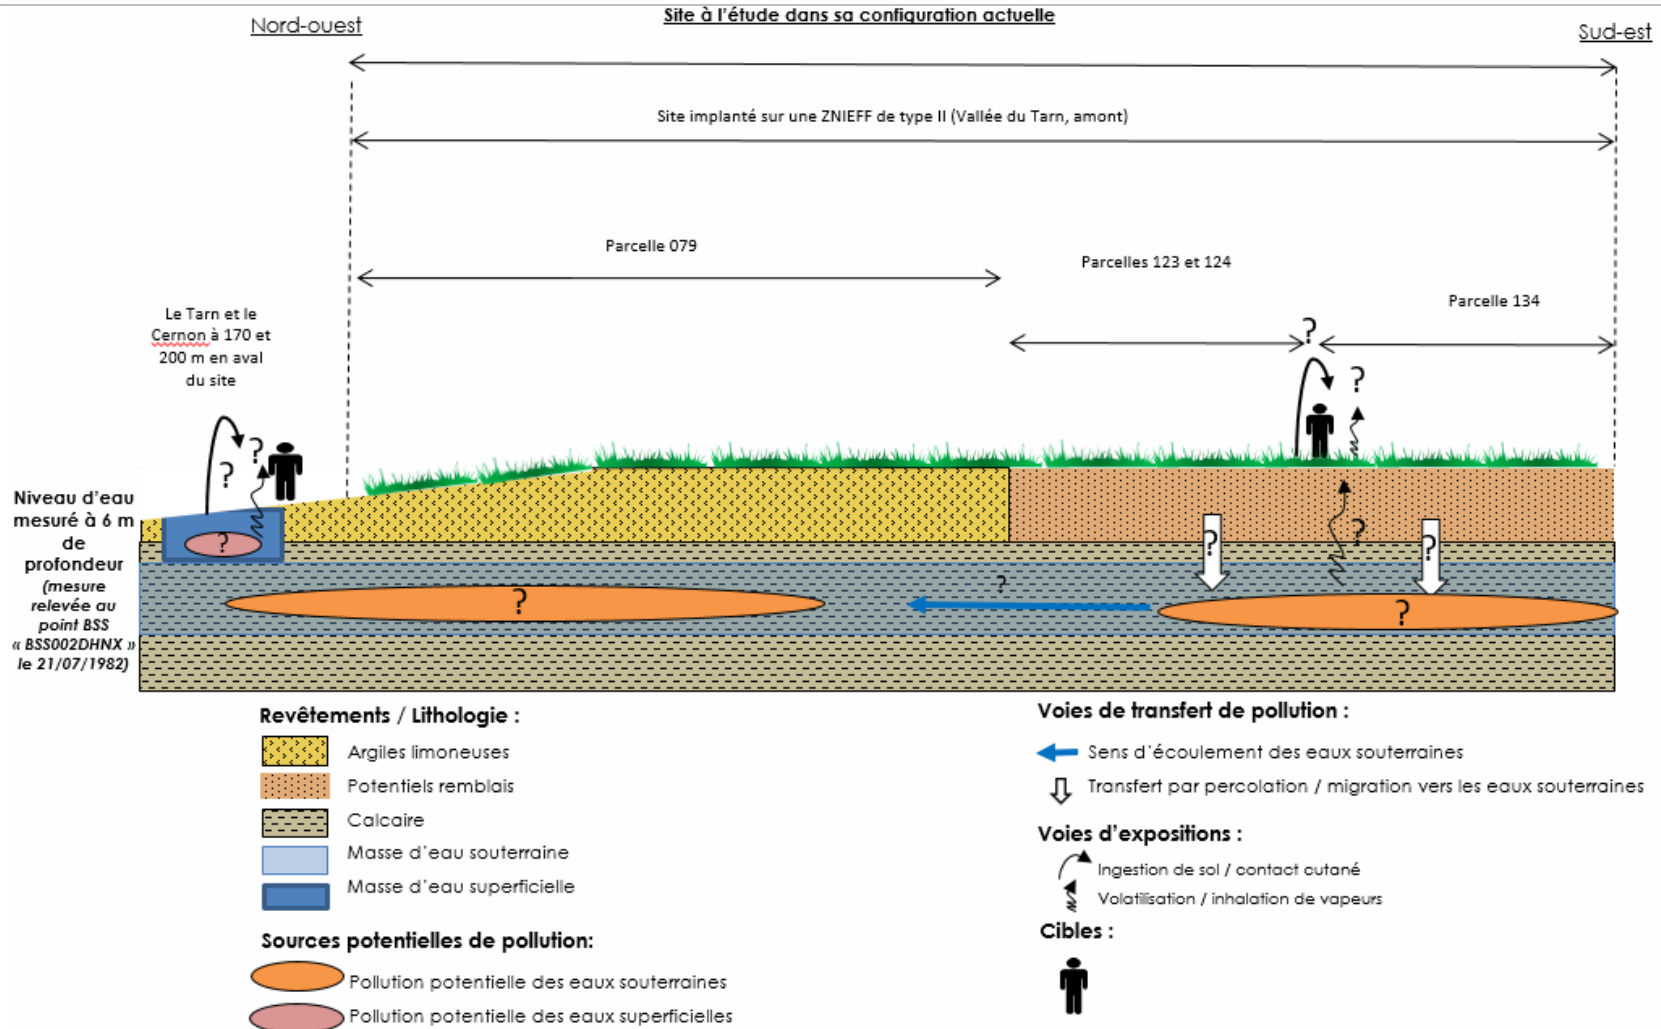 Site à l'étude dans sa configuration actuelle
Nord-ouest
Sud-est
Site implanté sur une ZNIEFF de type II (Vallée du Tarn, amont)
Parcelle 079
Parcelles 123 et 124
Parcelle 134
Le Tarn et le
Cernon à 170 et
200 m en aval
du site
?
?
?
?
Niveau d'eau
mesuré à 6 m
de
profondeur
(mesure
relevée au
point BSS
« BSS002DHNX »
le 21/07/1982)
?
?
?
?
?
?
?
?
Revêtements / Lithologie :
Argiles limoneuses
Potentiels remblais
Calcaire
Masse d'eau souterraine
Masse d'eau superficielle
Sources potentielles de pollution:
Pollution potentielle des eaux souterraines
Pollution potentielle des eaux superficielles
Voies de transfert de pollution :
Sens d'écoulement des eaux souterraines
Transfert par percolation / migration vers les eaux souterraines
Voies d'expositions :
Ingestion de sol / contact cutané
Volatilisation / inhalation de vapeurs
Cibles :